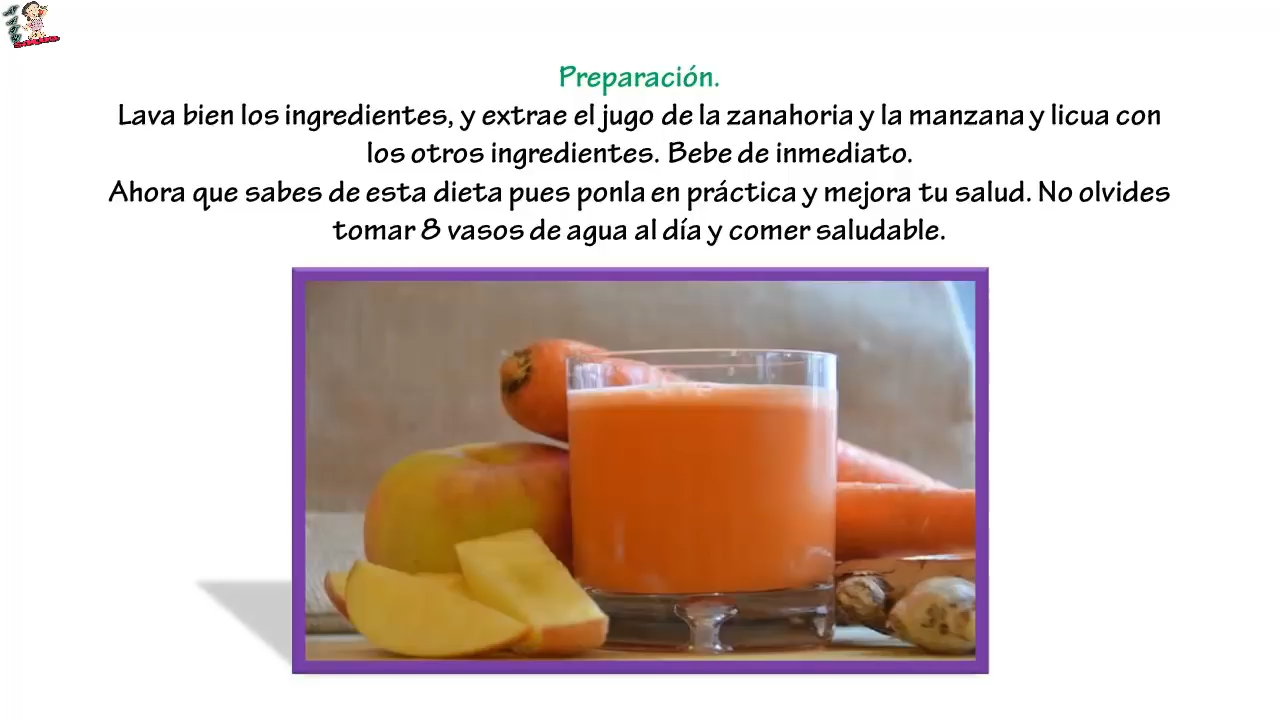 Preparación.
Lava bien los ingredientes, y extrae el jugo de la zanahoria y la manzana y licua con
los otros ingredientes. Bebe de inmediato.
Ahora que sabes de esta dieta pues ponla en práctica y mejora tu salud. No olvides
tomar 8 vasos de agua al día y comer saludable.